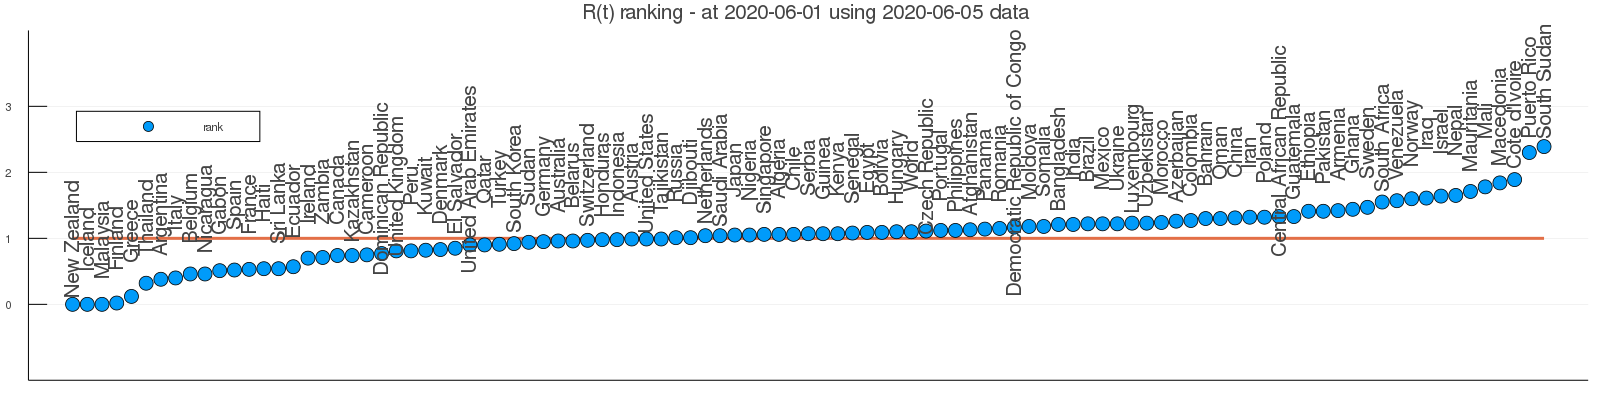 R(t) ranking - at 2020-06-01 using 2020-06-05 data
3
2
1
0
rank
New Zealand
Iceland
Malaysia
Finland
Greece
Thailand
Argentina
Italy
Belgium
Nicaragua
Gabon
Spain
France
Haiti
Sri Lanka
Ecuador
Ireland
Zambia
Canada
Kazakhstan
Cameroon
Dominican Republic
United Kingdom
Peru
Kuwait
Denmark
El Salvador
United Arab Emirates
Qatar
Turkey
South Korea
Sudan
Germany
Australia
Belarus
Switzerland
Honduras
Indonesia
Austria
United States
Tajikistan
Russia
Djibouti
Netherlands
Saudi Arabia
Japan
Nigeria
Singapore
Algeria
Chile
Serbia
Guinea
Kenya
Senegal
Egypt
Bolivia
Hungary
World
Czech Republic
Portugal
Philippines
Afghanistan
Panama
Romania
Democratic Republic of Congo
Moldova
Somalia
Bangladesh
India
Brazil
Mexico
Ukraine
Luxembourg
Uzbekistan
Morocco
Azerbaijan
Colombia
Bahrain
Oman
China
Iran
Poland
Central African Republic
Guatemala
Ethiopia
Pakistan
Armenia
Ghana
Sweden
South Africa
Venezuela
Norway
Iraq
Israel
Nepal
Mauritania
Mali
Macedonia
Cote d'Ivoire
Puerto Rico
South Sudan